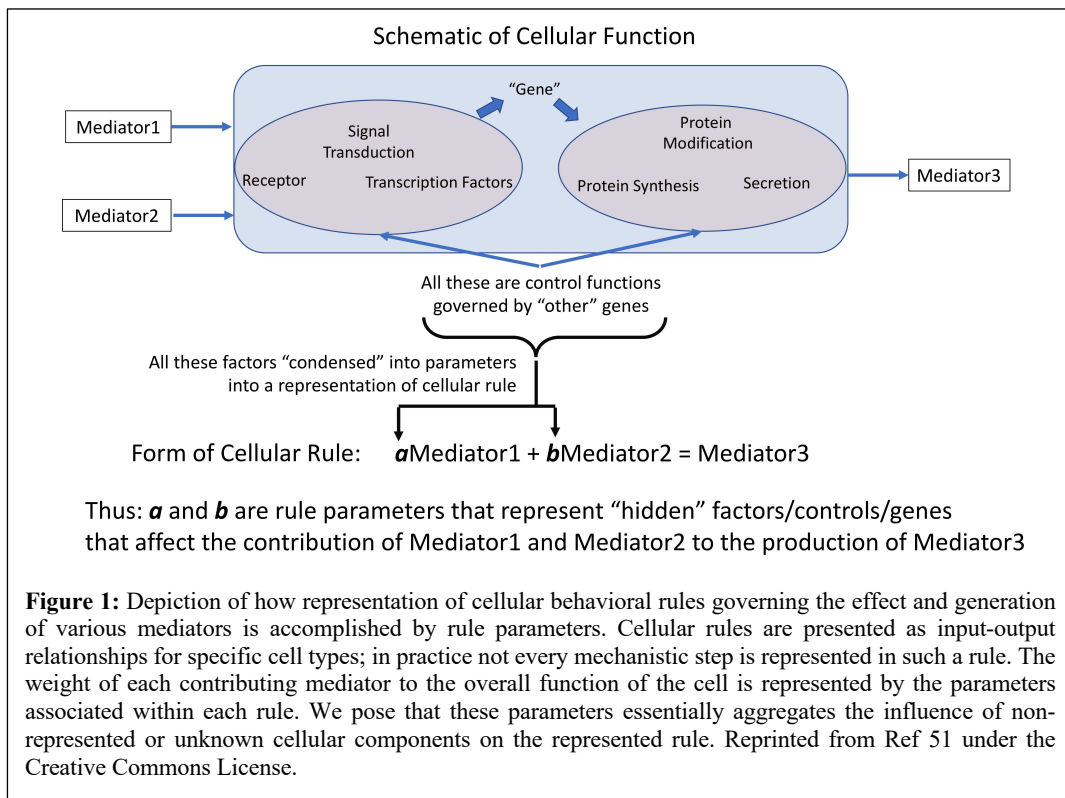 Schematic of Cellular Function
Mediator1
Mediator2
"Gene"
Signal
Transduction
Receptor
Transcription Factors
Protein
Modification
Protein Synthesis
Secretion
Mediator3
All these are control functions
governed by "other" genes
All these factors "condensed" into parameters
into a representation of cellular rule
Form of Cellular Rule: aMediator1 + bMediator2 = Mediator3
Thus: a and b are rule parameters that represent "hidden" factors/controls/genes
that affect the contribution of Mediator1 and Mediator2 to the production of Mediator3
Figure 1: Depiction of how representation of cellular behavioral rules governing the effect and generation
of various mediators is accomplished by rule parameters. Cellular rules are presented as input-output
relationships for specific cell types; in practice not every mechanistic step is represented in such a rule. The
weight of each contributing mediator to the overall function of the cell is represented by the parameters
associated within each rule. We pose that these parameters essentially aggregates the influence of non-
represented or unknown cellular components on the represented rule. Reprinted from Ref 51 under the
Creative Commons License.